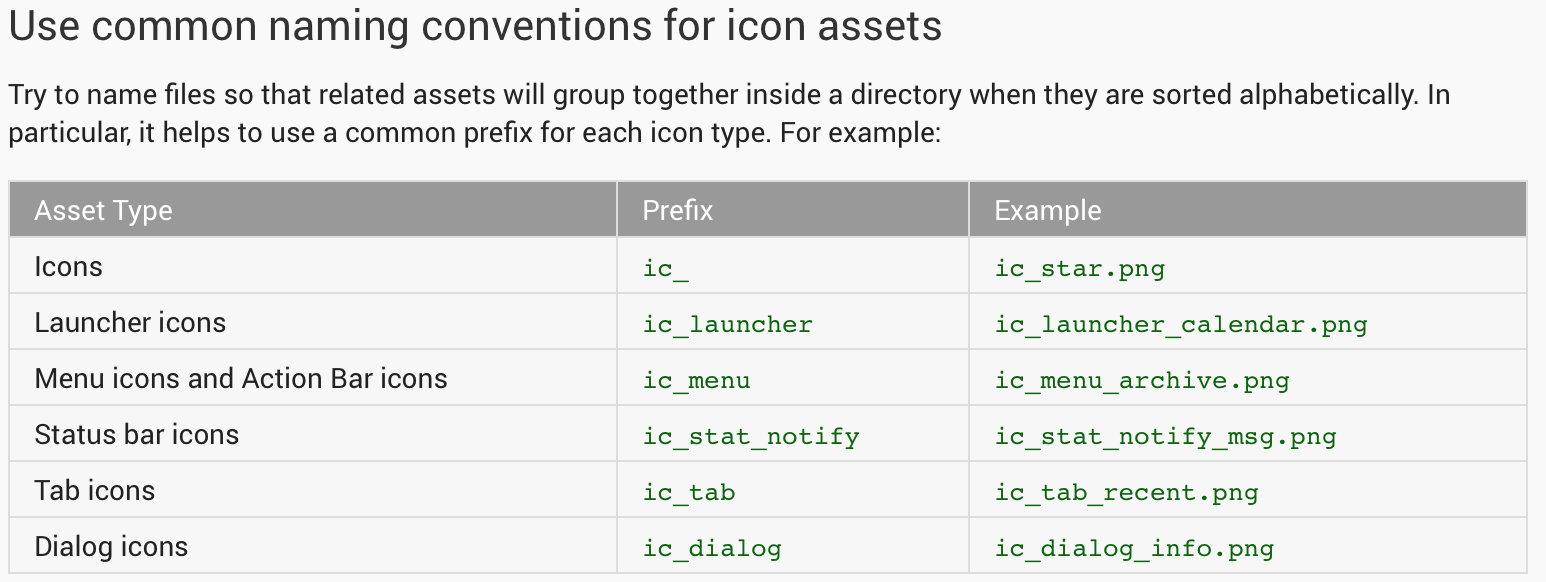 Use common naming conventions for icon assets
Try to name files so that related assets will group together inside a directory when they are sorted alphabetically. In
particular, it helps to use a common prefix for each icon type. For example:
Asset Type Prefix Example
Icons ic_ ic_star.png
Launcher icons ic_launcher ic_launcher_calendar.png
Menu icons and Action Bar icons ic_menu ic_menu_archive.png
Status bar icons ic_stat_notify ic_stat_notify_msg.png
Tab icons ic_tab ic_tab_recent.png
Dialog icons ic_dialog ic_dialog_info.png